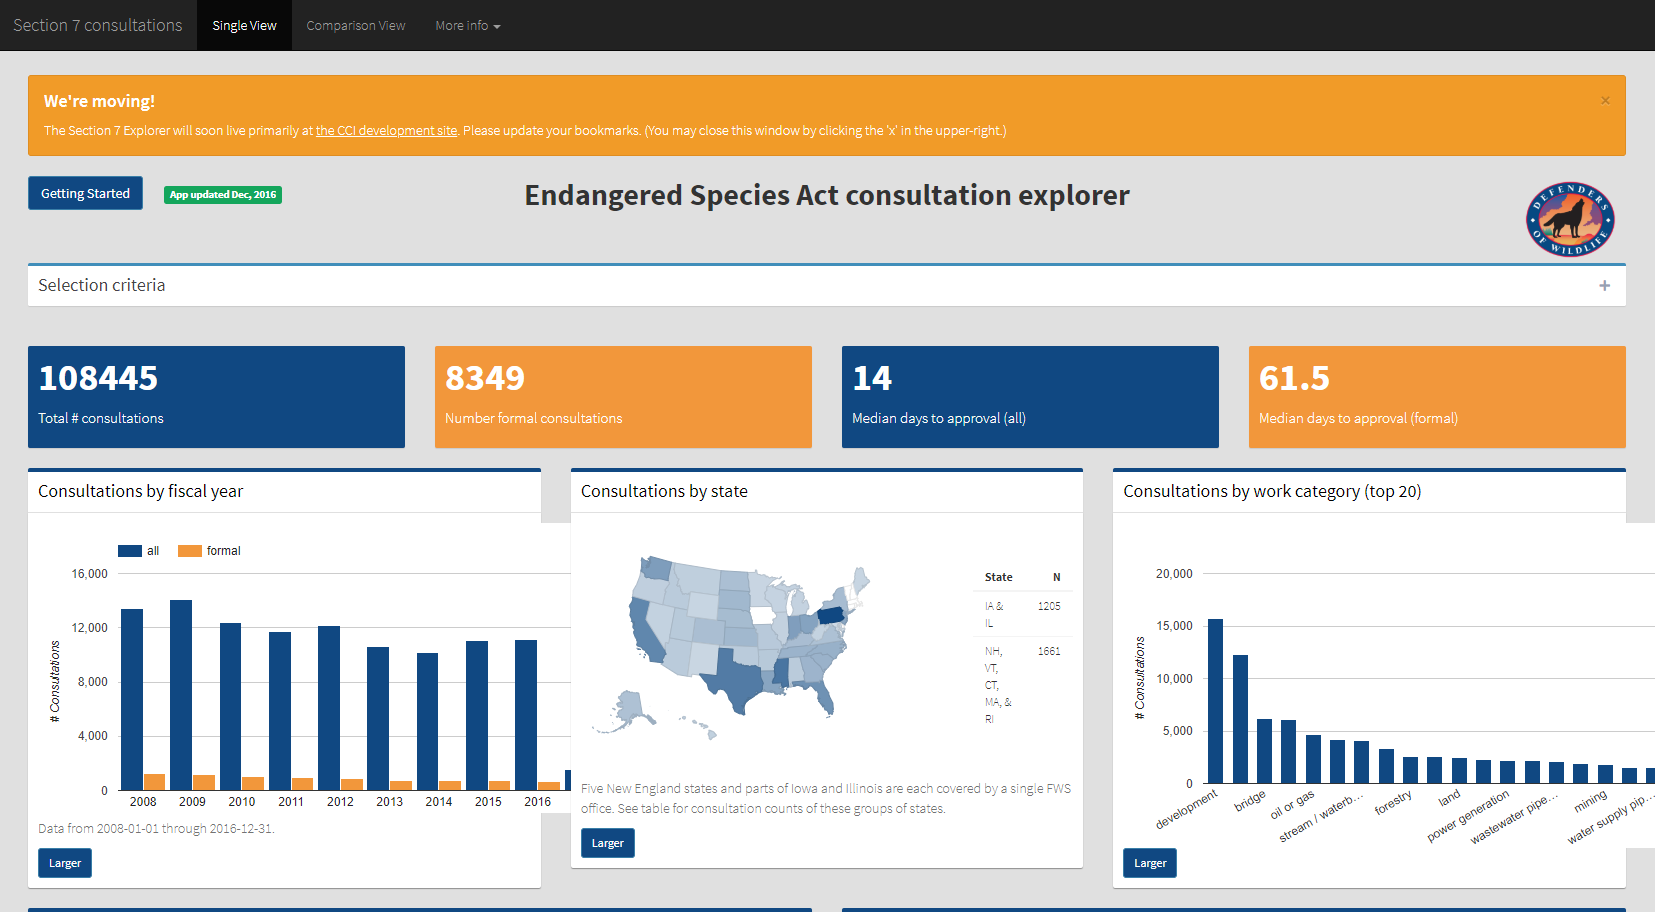 Section 7 consultations
Single View
Comparison View
More info
We're moving!
×
The Section 7 Explorer will soon live primarily at the CCI development site. Please update your bookmarks. (You may close this window by clicking the 'x' in the upper-right.)
Getting Started
App updated Dec, 2016
Endangered Species Act consultation explorer
DEFENDERS
OF WILDLIFE
Selection criteria
+
108445
Total # consultations
8349
Number formal consultations
14
Median days to approval (all)
61.5
Median days to approval (formal)
Consultations by fiscal year
all
formal
16,000
12,000
8,000
4,000
0
# Consultations
2008
2009
2010
2011
2012
2013
2014
2015
2016
Data from 2008-01-01 through 2016-12-31.
Larger
Consultations by state
State N
IA & 1205
IL
NH, 1661
VT,
CT,
MA, &
RI
Five New England states and parts of Iowa and Illinois are each covered by a single FWS
office. See table for consultation counts of these groups of states.
Larger
Consultations by work category (top 20)
20,000
15,000
10,000
5,000
0
# Consultations
development
bridge
oil or gas
stream / waterb...
forestry
land
power generation
wastewater pipe...
mining
water supply pip...
Larger